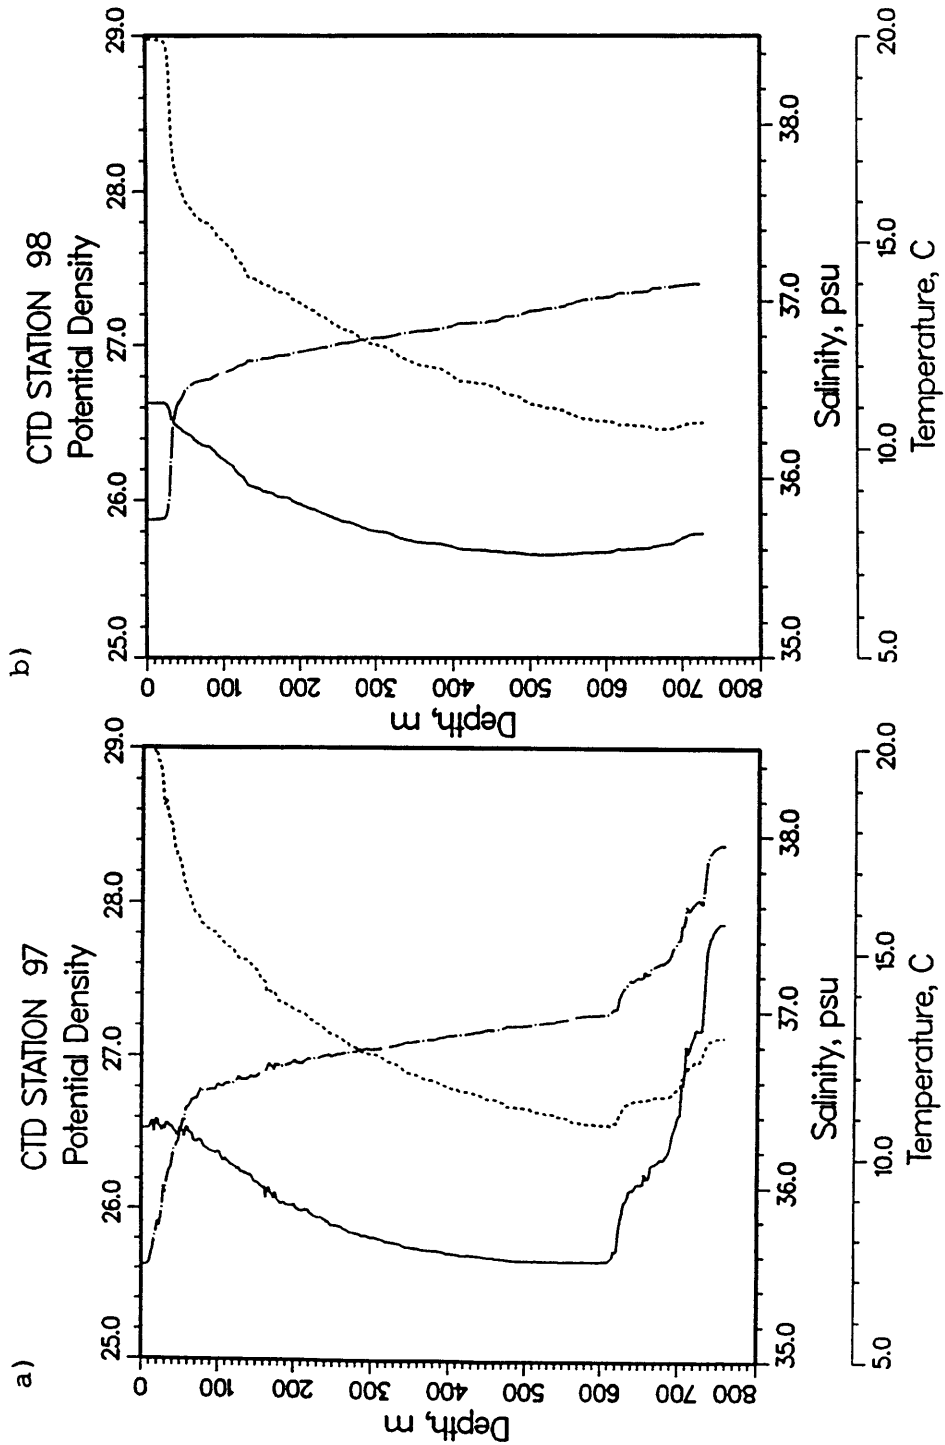 a)
CTD STATION 97
Potential Density
25.0 26.0 27.0 28.0 29.0
0
100
200
300
400
500
600
700
800
Depth, m
35.0 36.0 37.0 38.0
Salinity, psu
5.0 10.0 15.0 20.0
Temperature, C
b)
CTD STATION 98
Potential Density
25.0 26.0 27.0 28.0 29.0
0
100
200
300
400
500
600
700
800
Depth, m
35.0 36.0 37.0 38.0
Salinity, psu
5.0 10.0 15.0 20.0
Temperature, C